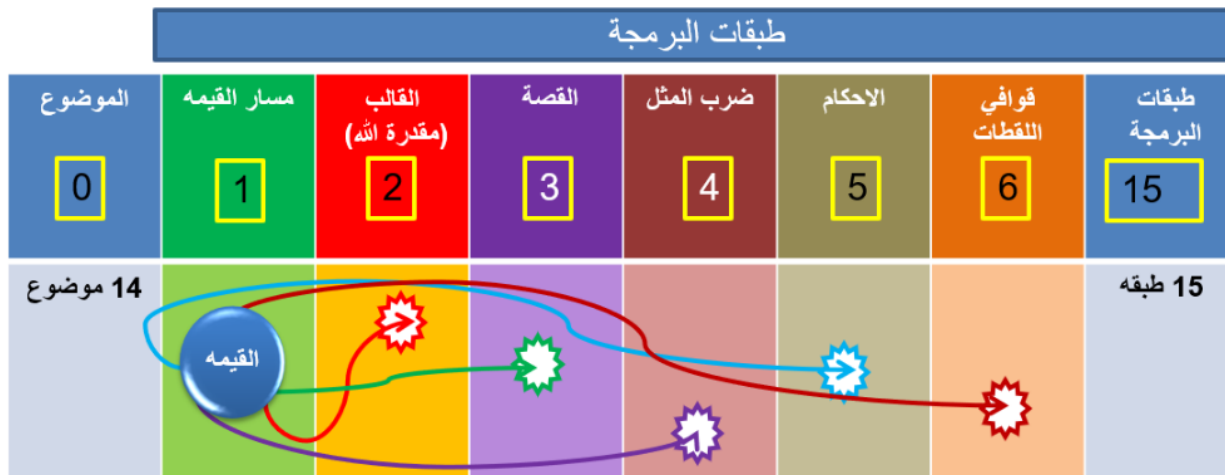 طبقات البرمجة
طبقات
البرمجة
15
قوافي
اللقطات
6
الاحكام
5
ضرب المثل
4
القصة
3
القالب
(مقدرة الله)
2
مسار القيمه
1
الموضوع
0
15 طبقه
القيمه
14 موضوع